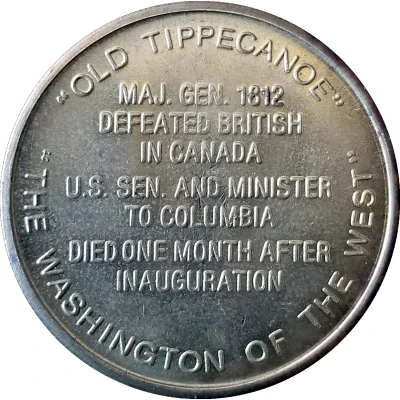 "OLD TIPPECANOE"
MAJ. GEN. 1812
DEFEATED BRITISH
IN CANADA
U.S. SEN. AND MINISTER
TO COLUMBIA
DIED ONE MONTH AFTER
INAUGURATION
"THE WASHINGTON OF THE WEST"